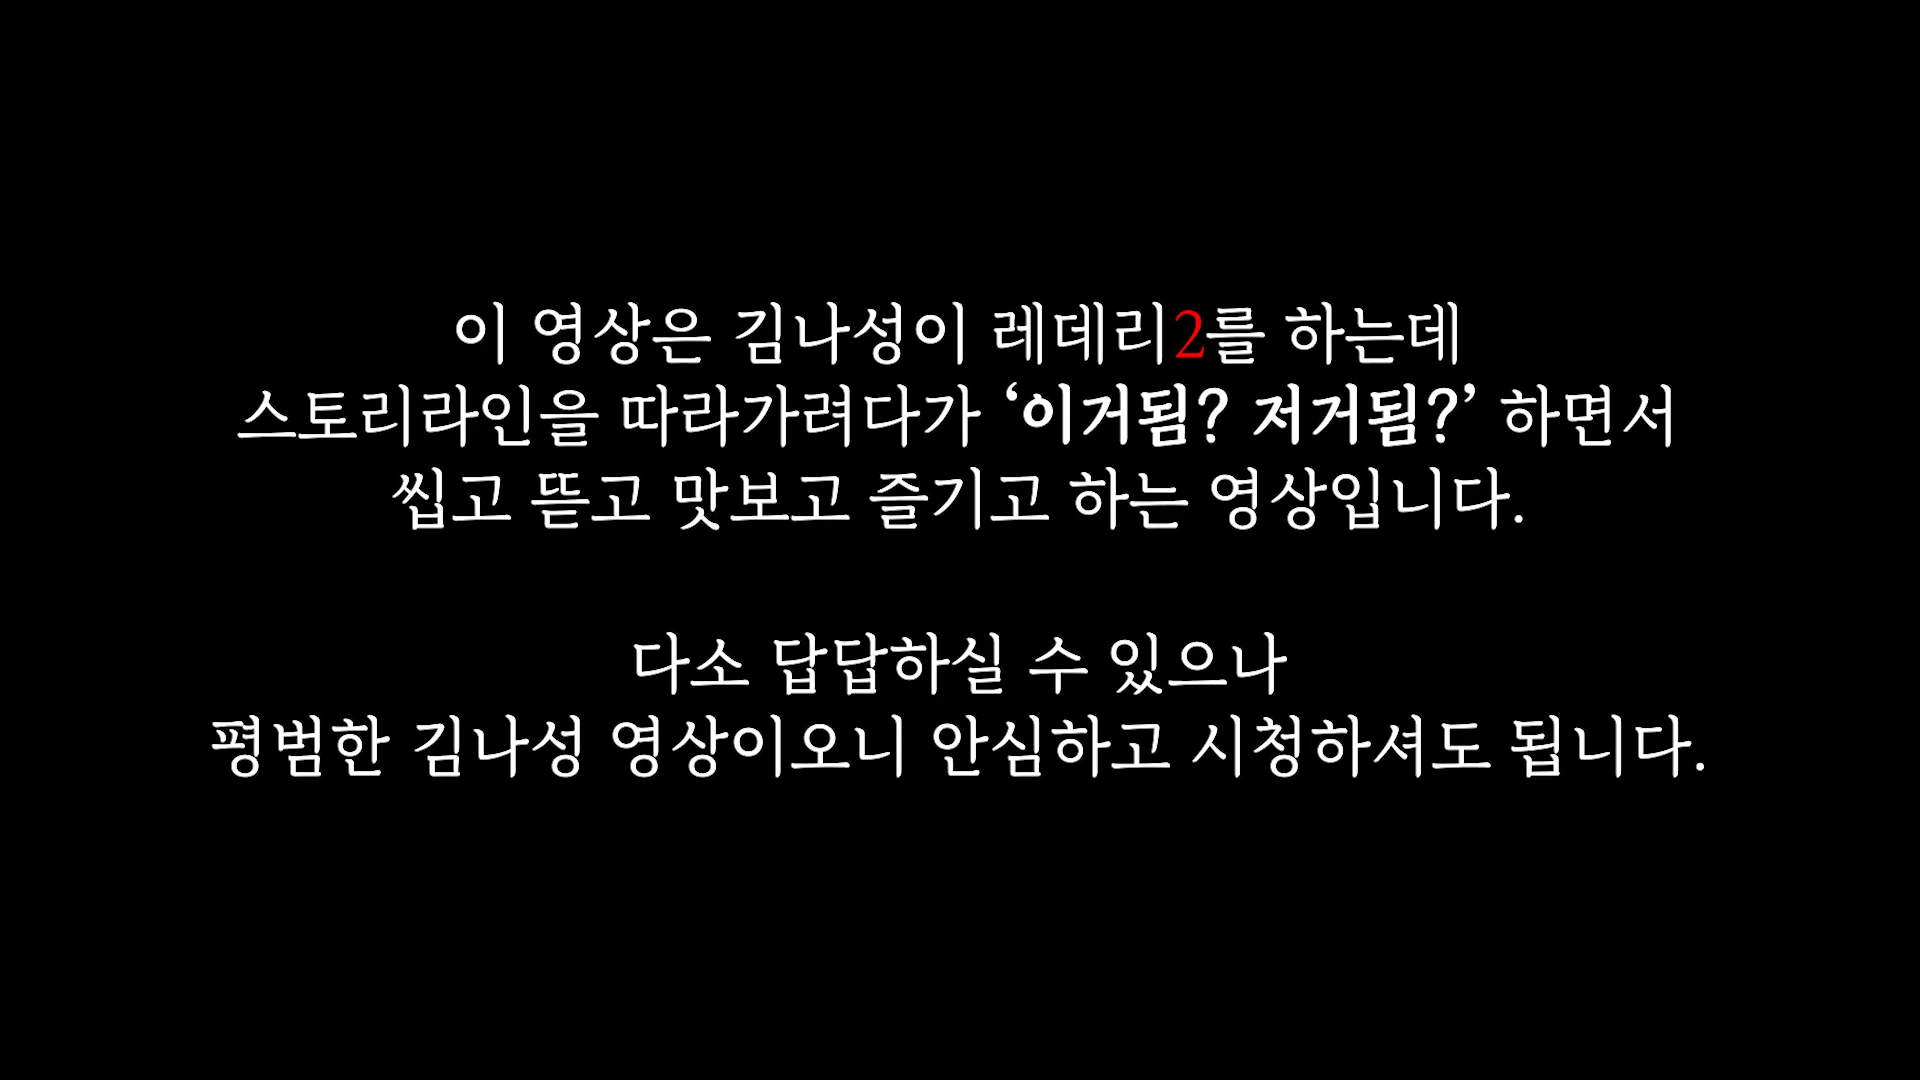 이 영상은 김나성이 레데리2를 하는데
스토리라인을 따라가려다가 ‘이거됨? 저거됨?’ 하면서
씹고 뜯고 맛보고 즐기고 하는 영상입니다.
다소 답답하실 수 있으나
평범한 김나성 영상이오니 안심하고 시청하셔도 됩니다.